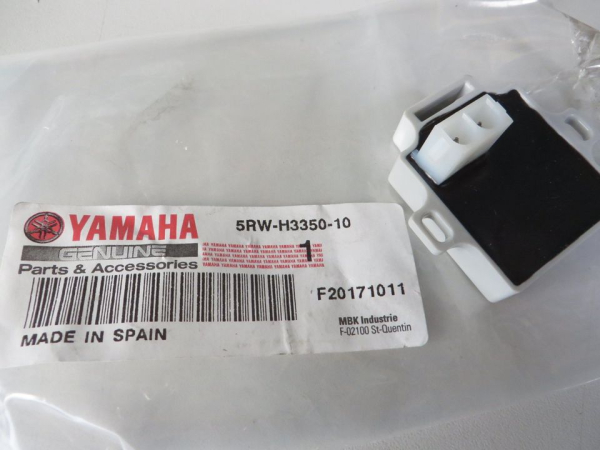 YAMAHA
GENUINE
Parts & Accessories
5RW-H3350-10
1
F20171011
MADE IN SPAIN
MBK Industrie
F-02100 St-Quentin